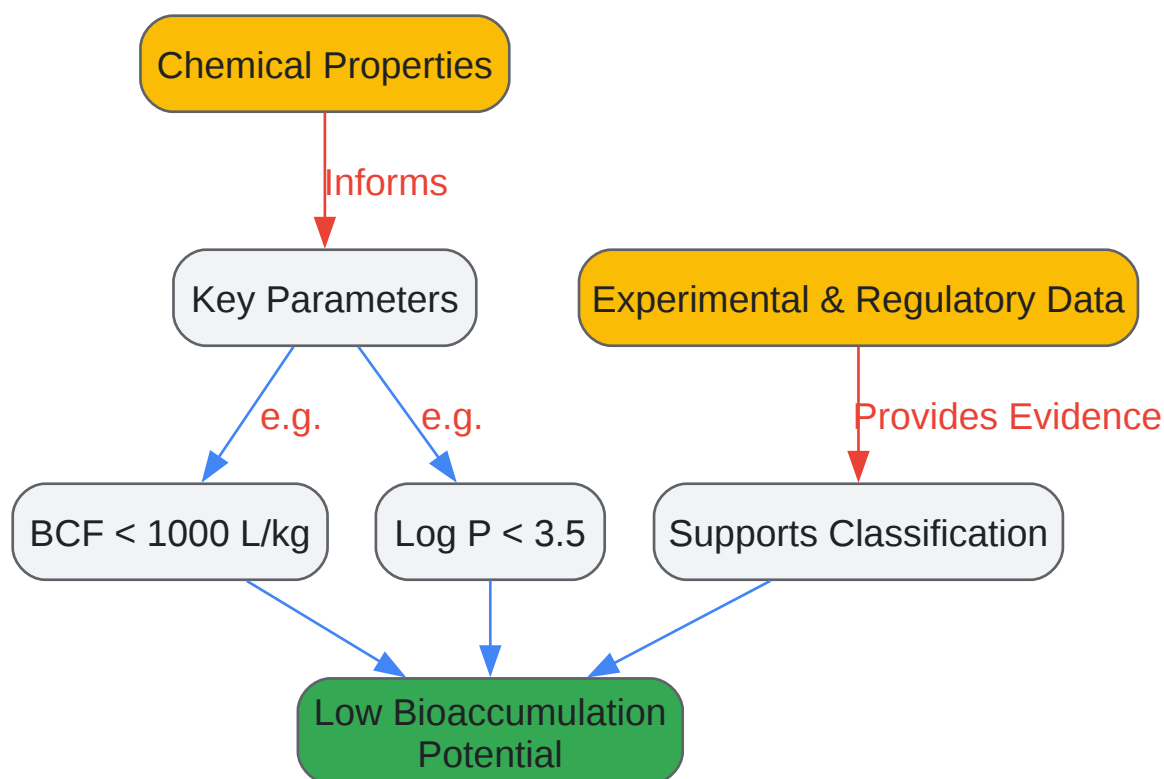 Chemical Properties
Informs
Key Parameters
Experimental & Regulatory Data
e.g.
e.g.
Provides Evidence
BCF < 1000 L/kg
Log P < 3.5
Supports Classification
Low Bioaccumulation
Potential